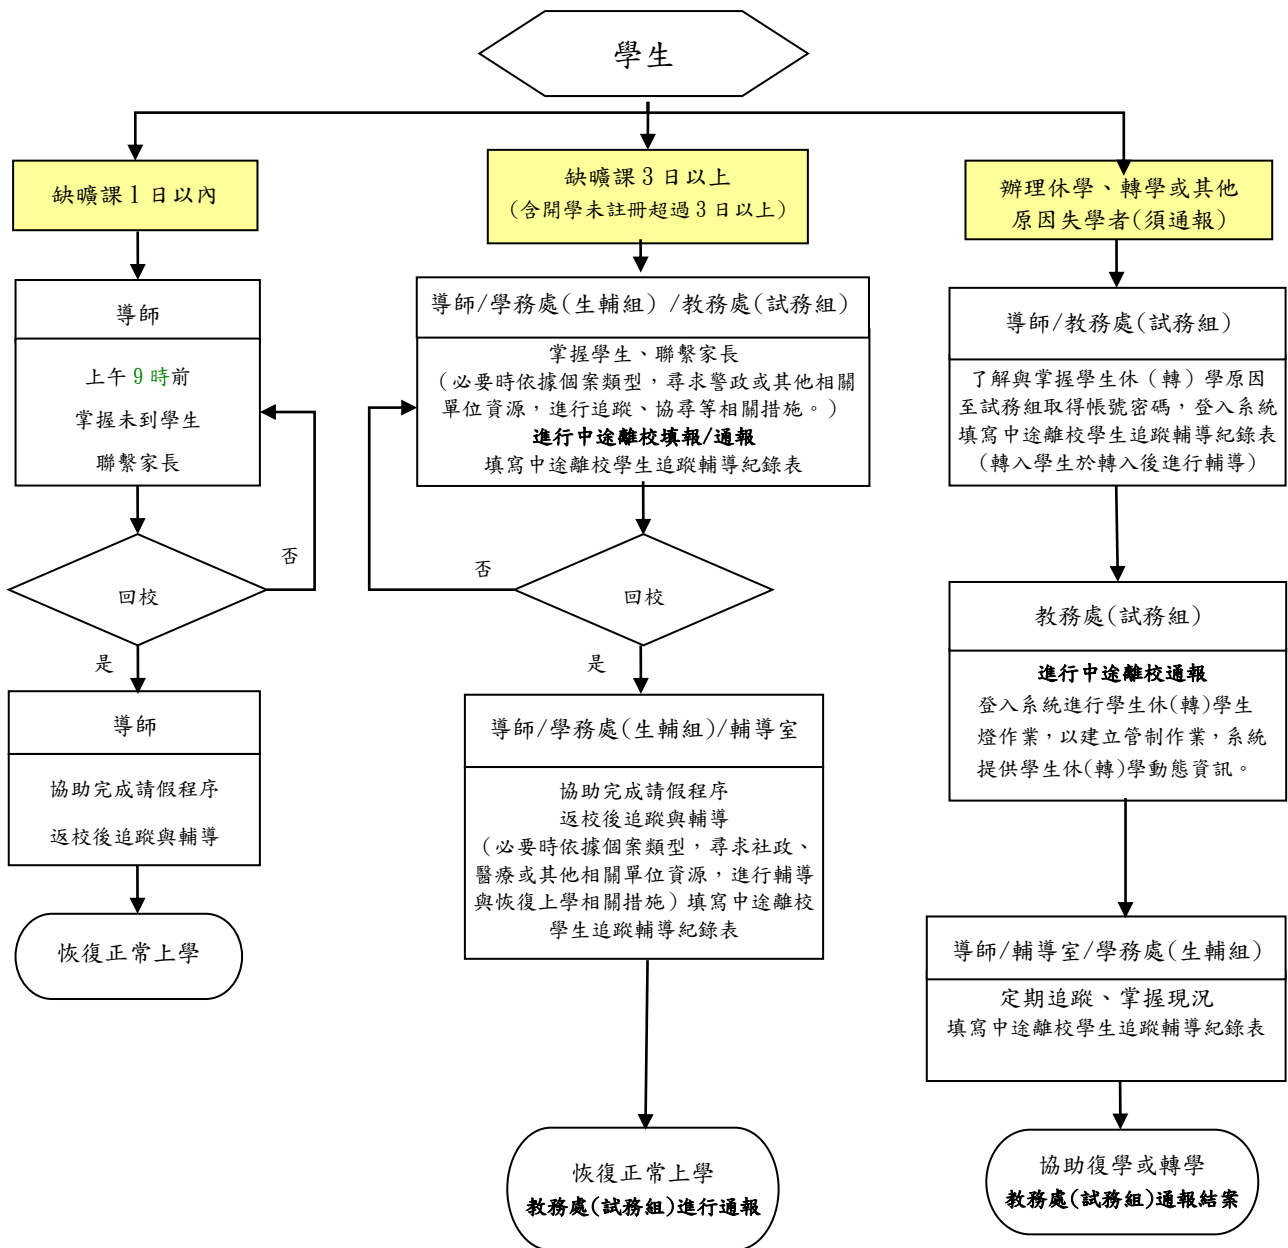 學生
缺曠課1日以內
缺曠課3日以上
(含開學未註冊超過3日以上)
辦理休學、轉學或其他
原因失學者(須通報)
導師
上午9時前
掌握未到學生
聯繫家長
回校
否
是
導師
協助完成請假程序
返校後追蹤與輔導
恢復正常上學
導師/學務處(生輔組)/教務處(試務組)
掌握學生、聯繫家長
(必要時依據個案類型，尋求警政或其他相關
單位資源，進行追蹤、協尋等相關措施。)
進行中途離校填報/通報
填寫中途離校學生追蹤輔導紀錄表
否
回校
是
導師/學務處(生輔組)/輔導室
協助完成請假程序
返校後追蹤與輔導
(必要時依據個案類型，尋求社政、
醫療或其他相關單位資源，進行輔導
與恢復上學相關措施)填寫中途離校
學生追蹤輔導紀錄表
恢復正常上學
教務處(試務組)進行通報
導師/教務處(試務組)
了解與掌握學生休(轉)學原因
至試務組取得帳號密碼，登入系統
填寫中途離校學生追蹤輔導紀錄表
(轉入學生於轉入後進行輔導)
教務處(試務組)
進行中途離校通報
登入系統進行學生休(轉)學生
燈作業，以建立管制作業，系統
提供學生休(轉)學動態資訊。
導師/輔導室/學務處(生輔組)
定期追蹤、掌握現況
填寫中途離校學生追蹤輔導紀錄表
協助復學或轉學
教務處(試務組)通報結案